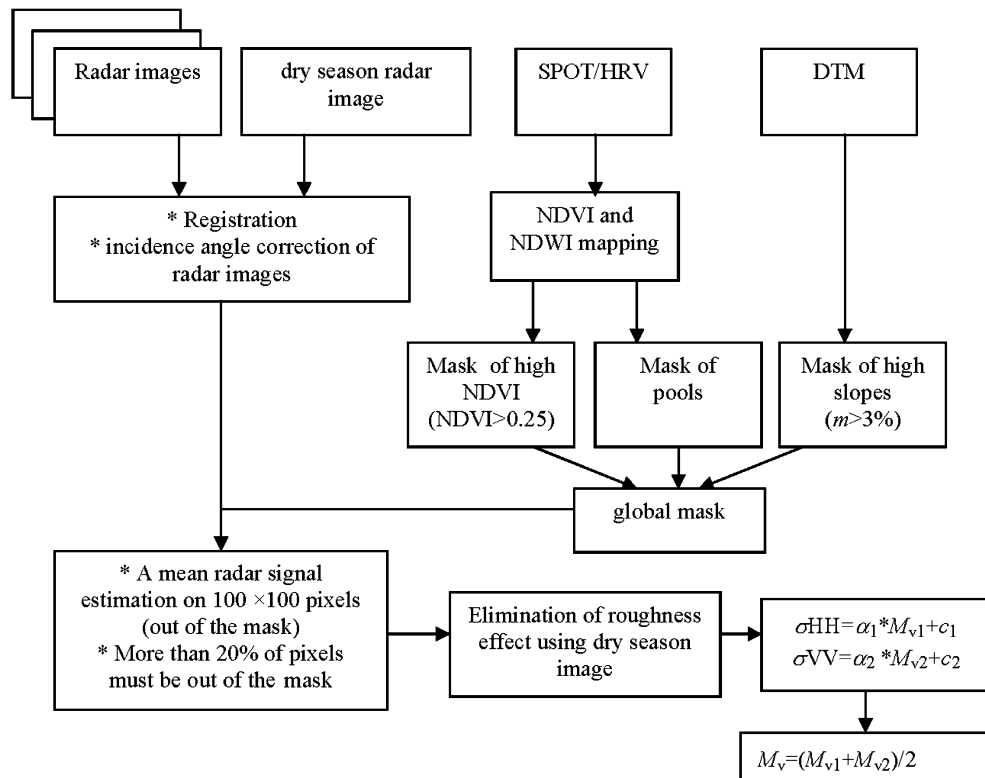 Radar images
dry season radar
image
SPOT/HRV
DTM
* Registration
* incidence angle correction of
radar images
NDVI and
NDWI mapping
Mask of high
NDVI
(NDVI>0.25)
Mask of
pools
Mask of high
slopes
(m>3%)
global mask
* A mean radar signal
estimation on 100 ×100 pixels
(out of the mask)
* More than 20% of pixels
must be out of the mask
Elimination of roughness
effect using dry season
image
σHH=α₁*Mᵥ₁+c₁
σVV=α₂ *Mᵥ₂+c₂
Mᵥ=(Mᵥ₁+Mᵥ₂)/2